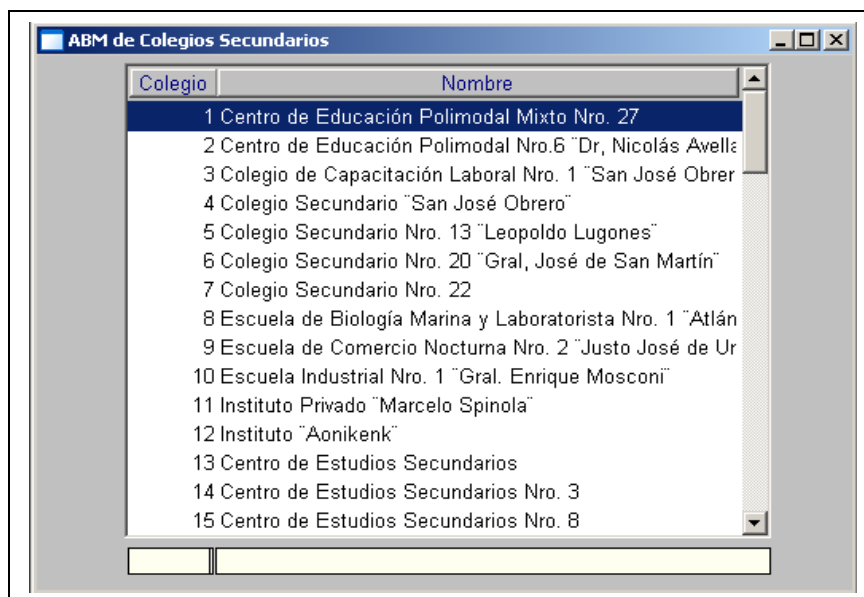 ABM de Colegios Secundarios
Colegio Nombre
1 Centro de Educación Polimodal Mixto Nro. 27
2 Centro de Educación Polimodal Nro.6 ¨Dr, Nicolás Avella
3 Colegio de Capacitación Laboral Nro. 1 ¨San José Obrer
4 Colegio Secundario ¨San José Obrero¨
5 Colegio Secundario Nro. 13 ¨Leopoldo Lugones¨
6 Colegio Secundario Nro. 20 ¨Gral, José de San Martín¨
7 Colegio Secundario Nro. 22
8 Escuela de Biología Marina y Laboratorista Nro. 1 ¨Atlán
9 Escuela de Comercio Nocturna Nro. 2 ¨Justo José de Ur
10 Escuela Industrial Nro. 1 ¨Gral. Enrique Mosconi¨
11 Instituto Privado ¨Marcelo Spinola¨
12 Instituto ¨Aonikenk¨
13 Centro de Estudios Secundarios
14 Centro de Estudios Secundarios Nro. 3
15 Centro de Estudios Secundarios Nro. 8